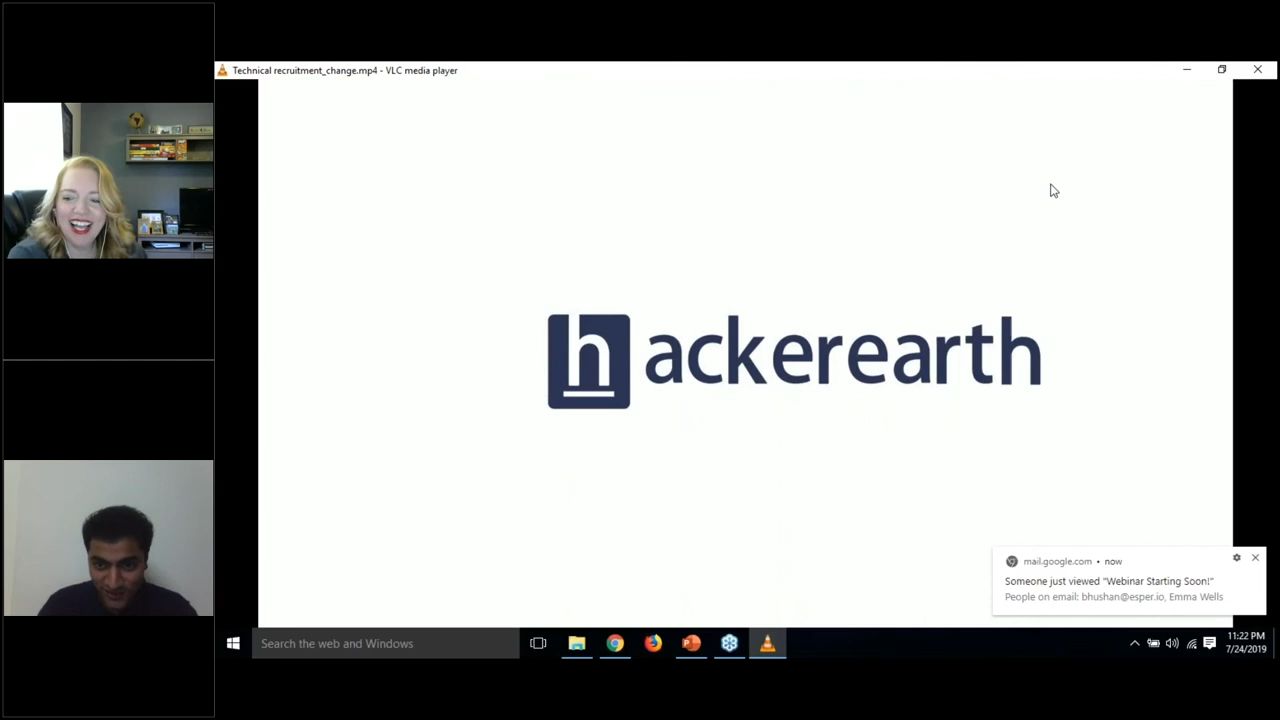 Technical recruitment_change.mp4 - VLC media player
hackerearth
mail.google.com • now
Someone just viewed "Webinar Starting Soon!"
People on email: bhushan@esper.io, Emma Wells
Search the web and Windows
11:22 PM
7/24/2019